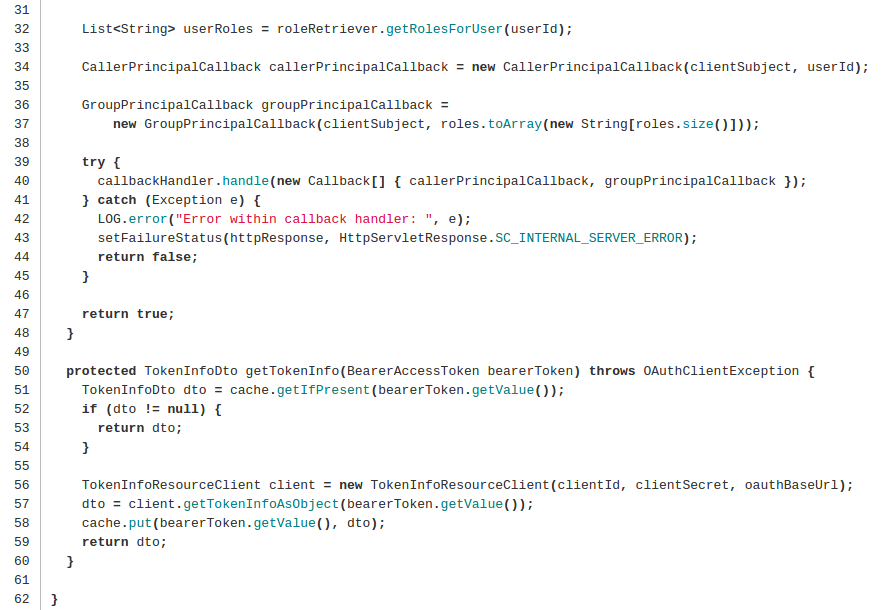 31
32 List<String> userRoles = roleRetriever.getRolesForUser(userId);
33
34 CallerPrincipalCallback callerPrincipalCallback = new CallerPrincipalCallback(clientSubject, userId);
35
36 GroupPrincipalCallback groupPrincipalCallback =
37 new GroupPrincipalCallback(clientSubject, roles.toArray(new String[roles.size()]));
38
39 try {
40 callbackHandler.handle(new Callback[] { callerPrincipalCallback, groupPrincipalCallback });
41 } catch (Exception e) {
42 LOG.error("Error within callback handler: ", e);
43 setFailureStatus(httpResponse, HttpServletResponse.SC_INTERNAL_SERVER_ERROR);
44 return false;
45 }
46
47 return true;
48 }
49
50 protected TokenInfoDto getTokenInfo(BearerAccessToken bearerToken) throws OAuthClientException {
51 TokenInfoDto dto = cache.getIfPresent(bearerToken.getValue());
52 if (dto != null) {
53 return dto;
54 }
55
56 TokenInfoResourceClient client = new TokenInfoResourceClient(clientId, clientSecret, oauthBaseUrl);
57 dto = client.getTokenInfoAsObject(bearerToken.getValue());
58 cache.put(bearerToken.getValue(), dto);
59 return dto;
60 }
61
62 }